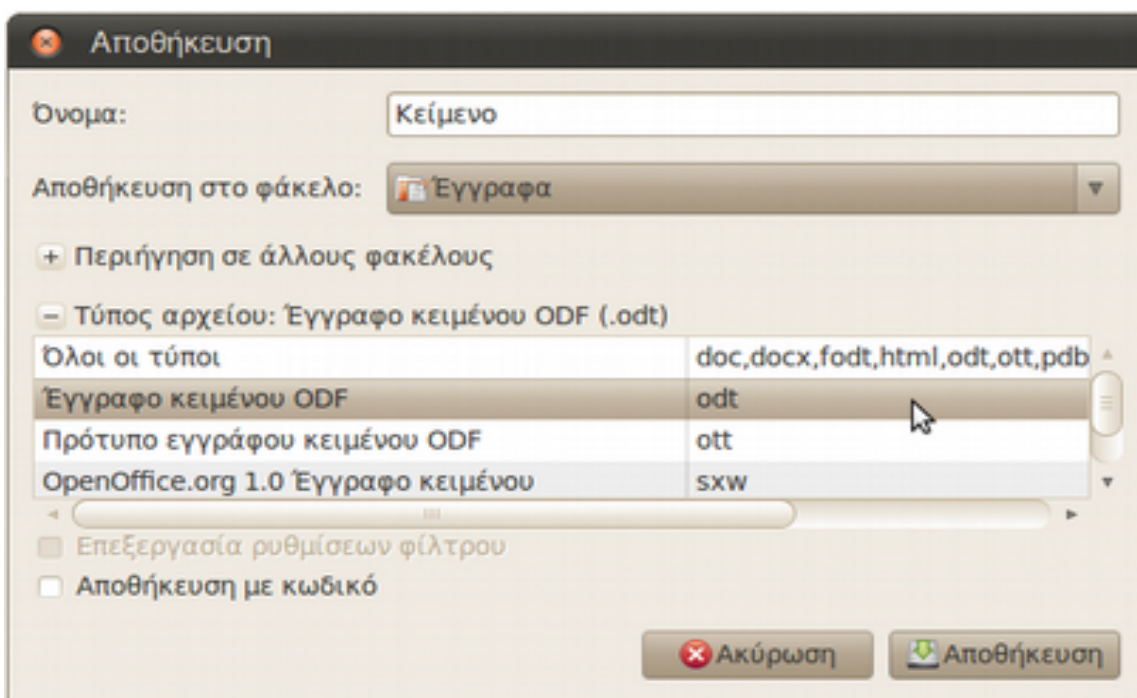 Αποθήκευση
Όνομα: Κείμενο
Αποθήκευση στο φάκελο: Έγγραφα
Περιήγηση σε άλλους φακέλους
Τύπος αρχείου: Έγγραφο κειμένου ODF (.odt)
Όλοι οι τύποι doc,docx,fodt,html,odt,ott,pdb
Έγγραφο κειμένου ODF odt
Πρότυπο εγγράφου κειμένου ODF ott
OpenOffice.org 1.0 Έγγραφο κειμένου sxw
Επεξεργασία ρυθμίσεων φίλτρου
Αποθήκευση με κωδικό
Ακύρωση Αποθήκευση